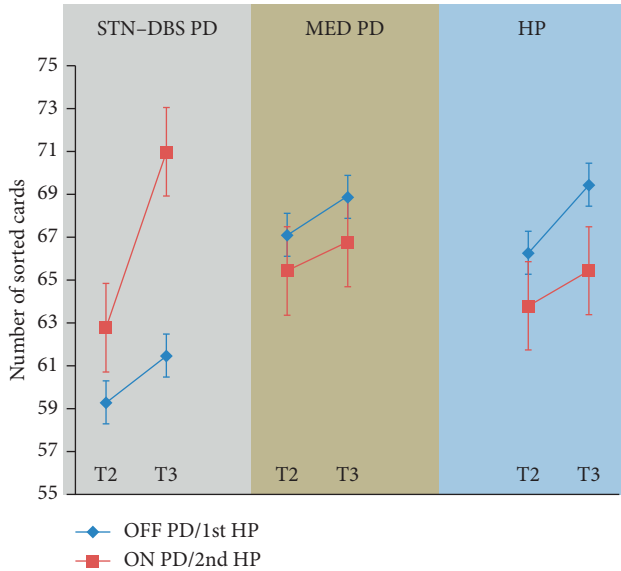 STN–DBS PD MED PD HP
75
73
71
69
67
65
63
61
59
57
55
Number of sorted cards
T2 T3 T2 T3 T2 T3
OFF PD/1st HP
ON PD/2nd HP